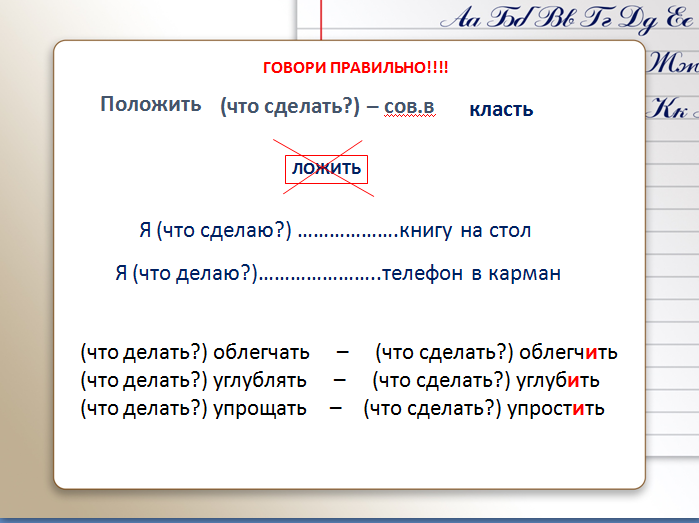 Аа Бб Вв Гг Дд Ее
ГОВОРИ ПРАВИЛЬНО!!!!
Положить (что сделать?) – сов.в класть
Кк
ЛОЖИТЬ
Я (что сделаю?) ……………….книгу на стол
Я (что делаю?)…………………..телефон в карман
(что делать?) облегчать – (что сделать?) облегчить
(что делать?) углублять – (что сделать?) углубить
(что делать?) упрощать – (что сделать?) упростить